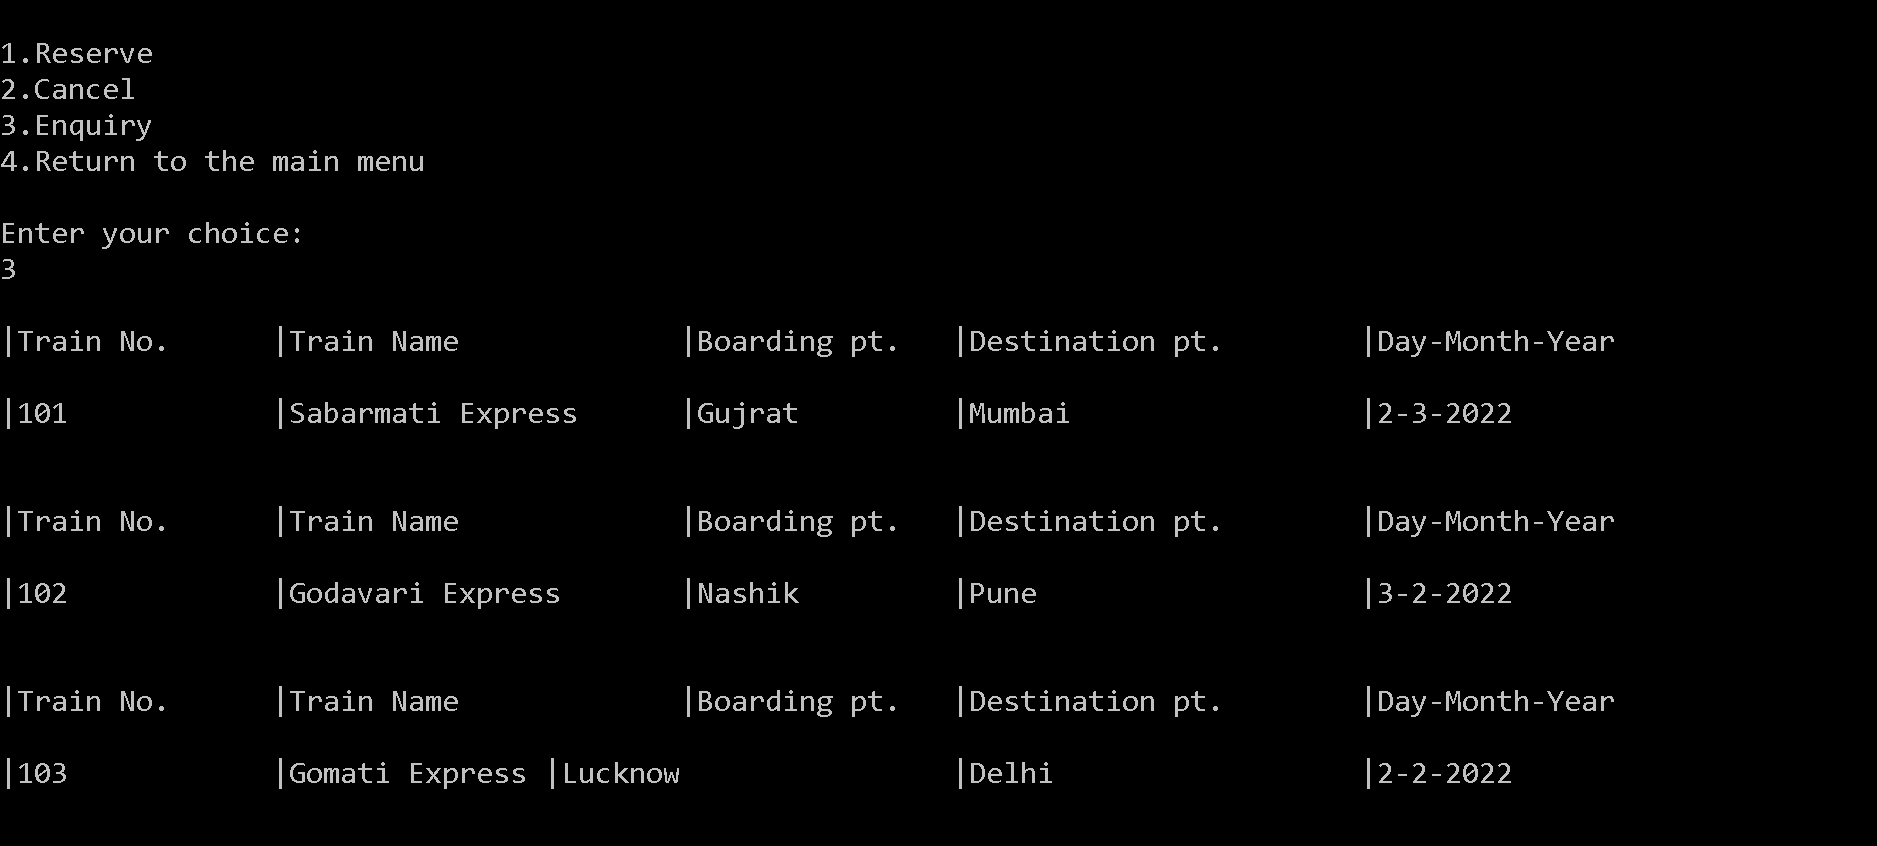 1.Reserve
2.Cancel
3.Enquiry
4.Return to the main menu
Enter your choice:
3
|Train No. |Train Name |Boarding pt. |Destination pt. |Day-Month-Year
|101 |Sabarmati Express |Gujrat |Mumbai |2-3-2022
|Train No. |Train Name |Boarding pt. |Destination pt. |Day-Month-Year
|102 |Godavari Express |Nashik |Pune |3-2-2022
|Train No. |Train Name |Boarding pt. |Destination pt. |Day-Month-Year
|103 |Gomati Express |Lucknow |Delhi |2-2-2022